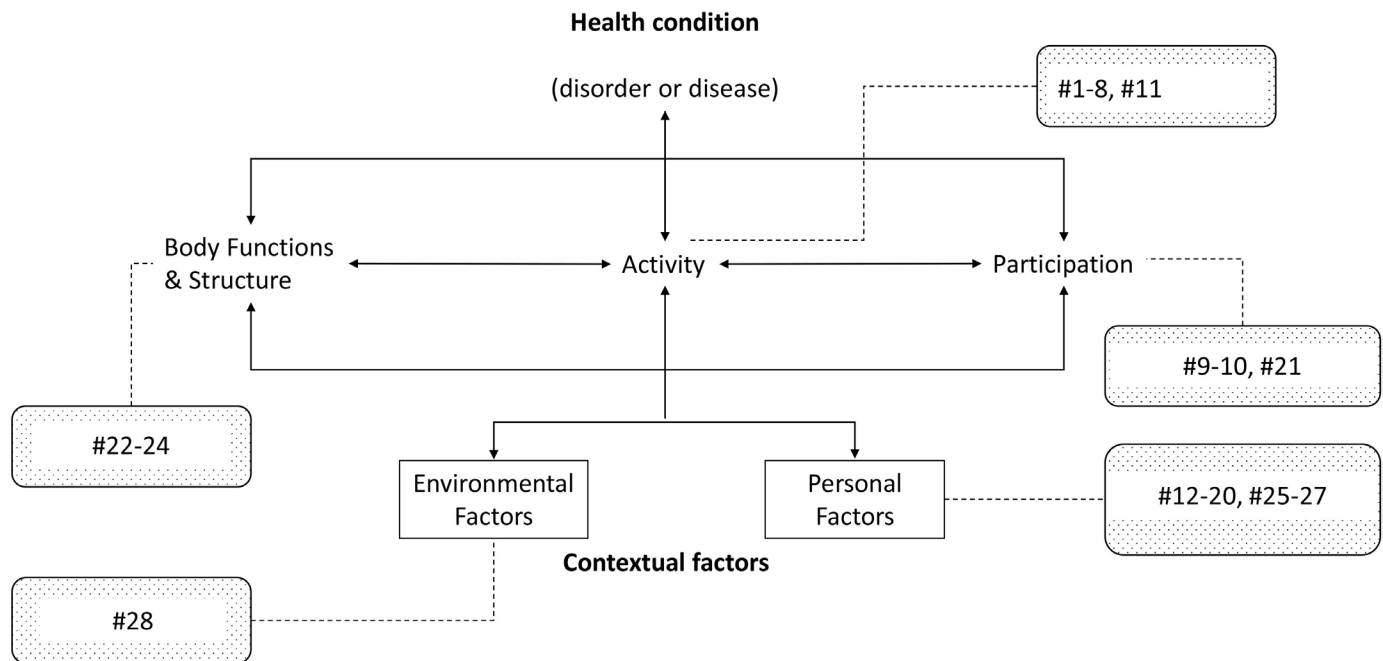 Health condition
(disorder or disease)
#1-8, #11
Body Functions
& Structure
Activity
Participation
#9-10, #21
#22-24
Environmental
Factors
Personal
Factors
#12-20, #25-27
Contextual factors
#28